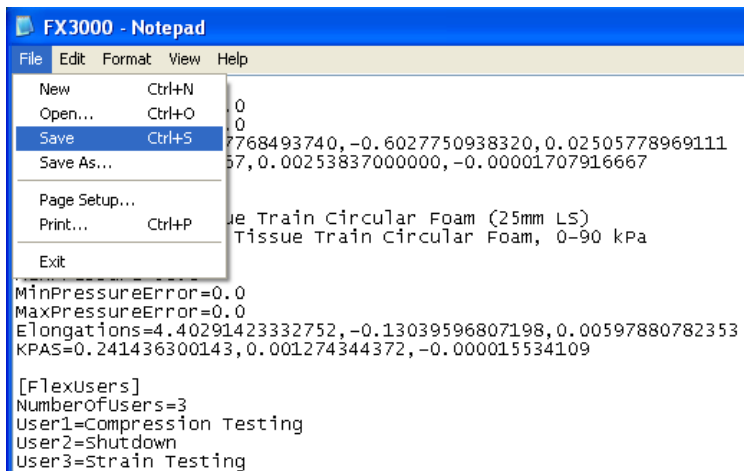 FX3000 - Notepad
File Edit Format View Help
New Ctrl+N
Open... Ctrl+O
Save Ctrl+S
Save As...
Page Setup...
Print... Ctrl+P
Exit
.0
.0
7768493740,-0.6027750938320,0.02505778969111
67,0.00253837000000,-0.00001707916667
ue Train Circular Foam (25mm LS)
Tissue Train Circular Foam, 0-90 kPa
MinPressureError=0.0
MaxPressureError=0.0
Elongations=4.40291423332752,-0.13039596807198,0.00597880782353
KPAS=0.241436300143,0.001274344372,-0.000015534109
[FlexUsers]
NumberOfUsers=3
User1=Compression Testing
User2=Shutdown
User3=Strain Testing